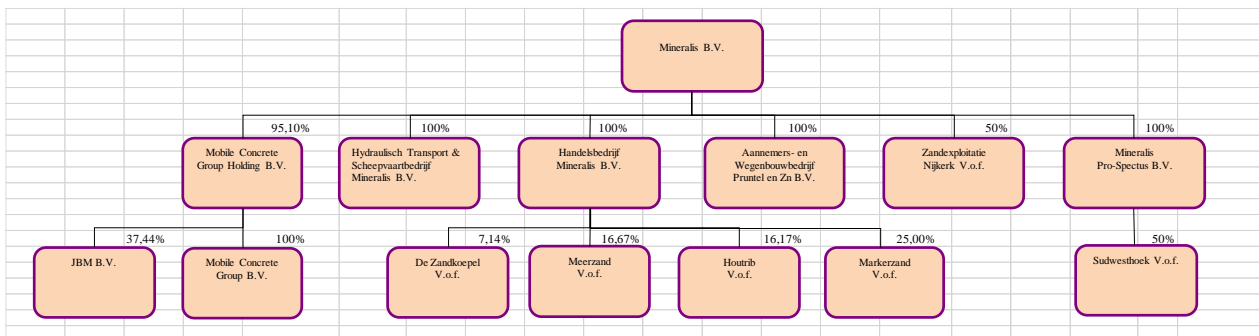 Mineralis B.V.
95,10%
100%
100%
100%
50%
100%
Mobile Concrete
Group Holding B.V.
Hydraulisch Transport &
Scheepvaartbedrijf
Mineralis B.V.
Handelsbedrijf
Mineralis B.V.
Aannemers- en
Wegenbouwbedrijf
Pruntel en Zn B.V.
Zandexploitatie
Nijkerk V.o.f.
Mineralis
Pro-Spectus B.V.
37,44%
100%
7,14%
16,67%
16,17%
25,00%
50%
JBM B.V.
Mobile Concrete
Group B.V.
De Zandkoepel
V.o.f.
Meerzand
V.o.f.
Houtrib
V.o.f.
Markerzand
V.o.f.
Sudwesthoek V.o.f.